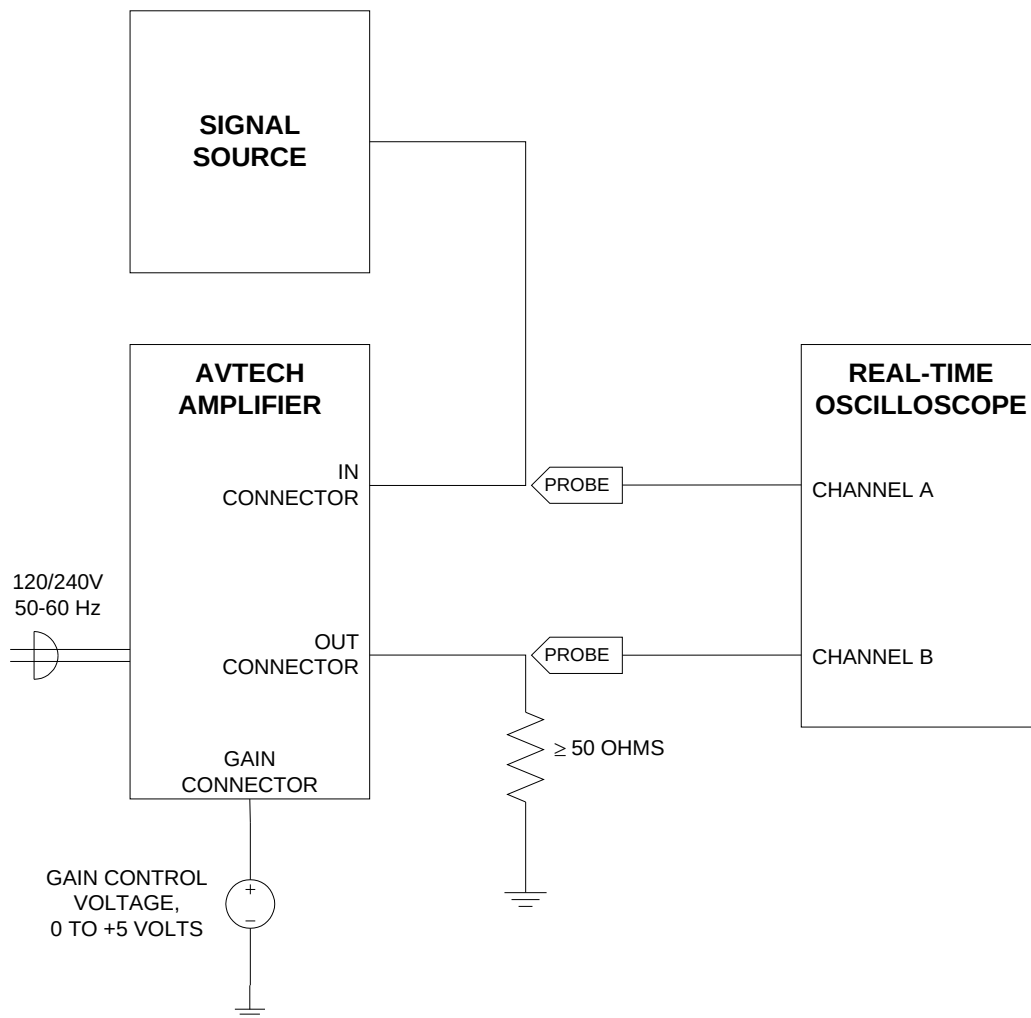 SIGNAL
SOURCE
AVTECH
AMPLIFIER
REAL-TIME
OSCILLOSCOPE
IN
CONNECTOR
PROBE
CHANNEL A
120/240V
50-60 Hz
OUT
CONNECTOR
PROBE
CHANNEL B
≥ 50 OHMS
GAIN
CONNECTOR
GAIN CONTROL
VOLTAGE,
0 TO +5 VOLTS
+
−